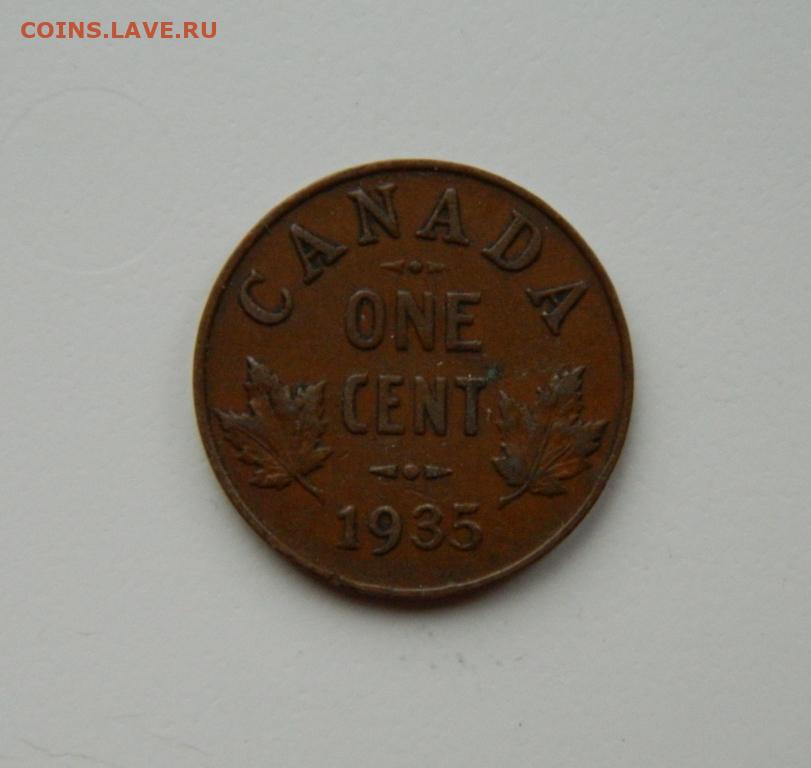 COINS.LAVE.RU
CANADA
ONE
CENT
1935